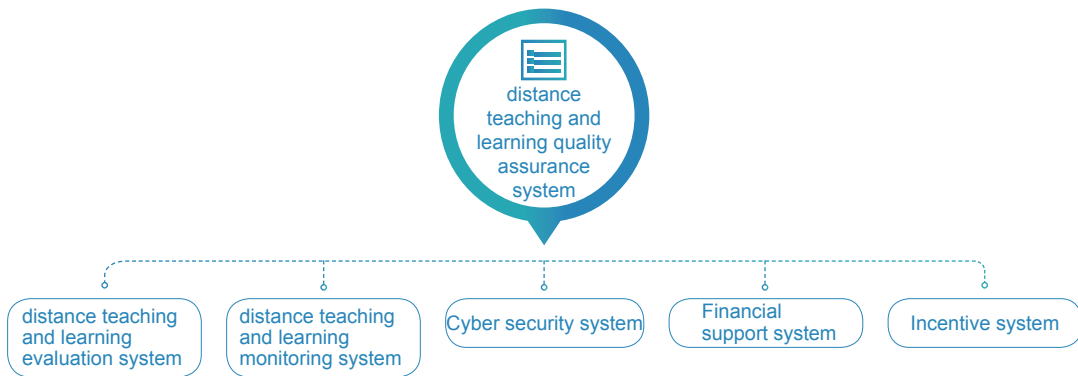 distance
teaching and
learning quality
assurance
system
distance teaching
and learning
evaluation system
distance teaching
and learning
monitoring system
Cyber security system
Financial
support system
Incentive system